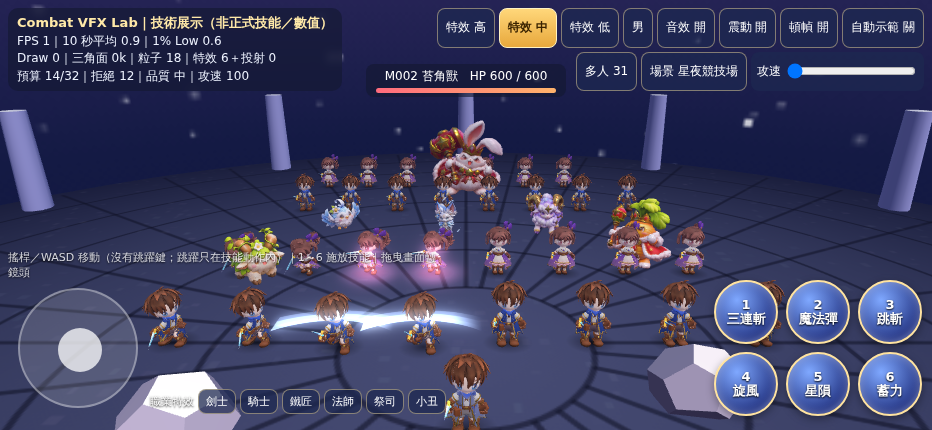 Combat VFX Lab｜技術展示（非正式技能／數值）
FPS 1｜10 秒平均 0.9｜1% Low 0.6
Draw 0｜三角面 0k｜粒子 18｜特效 6＋投射 0
預算 14/32｜拒絕 12｜品質 中｜攻速 100
特效 高
特效 中
特效 低
男
音效 開
震動 開
頓幀 開
自動示範 關
M002 苔角獸 HP 600 / 600
多人 31
場景 星夜競技場
攻速
搖桿／WASD 移動（沒有跳躍鍵；跳躍只在技能動作內）｜1～6 施放技能｜拖曳畫面
鏡頭
1
三連斬
2
魔法彈
3
跳斬
4
旋風
5
星隕
6
蓄力
職業特效
劍士
騎士
鐵匠
法師
祭司
小丑